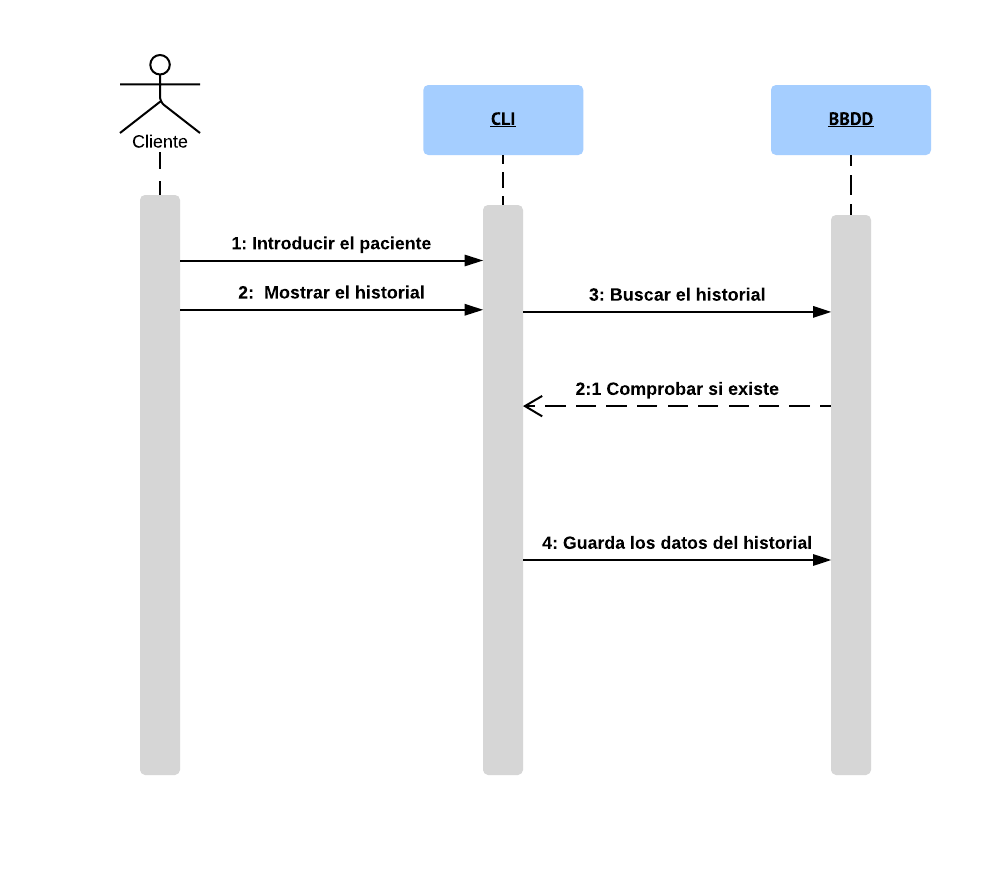 Cliente
CLI
BBDD
1: Introducir el paciente
2:  Mostrar el historial
3: Buscar el historial
2:1 Comprobar si existe
4: Guarda los datos del historial